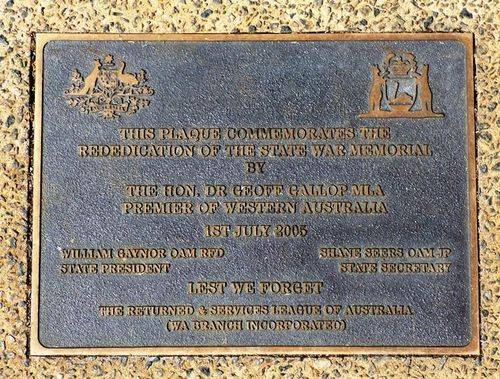 THIS PLAQUE COMMEMORATES THE
REDEDICATION OF THE STATE WAR MEMORIAL
BY
THE HON. DR GEOFF GALLOP MLA
PREMIER OF WESTERN AUSTRALIA
1ST JULY 2005
WILLIAM GAYNOR OAM RFD
STATE PRESIDENT
SHANE SEERS OAM JP
STATE SECRETARY
LEST WE FORGET
THE RETURNED & SERVICES LEAGUE OF AUSTRALIA
(WA BRANCH INCORPORATED)